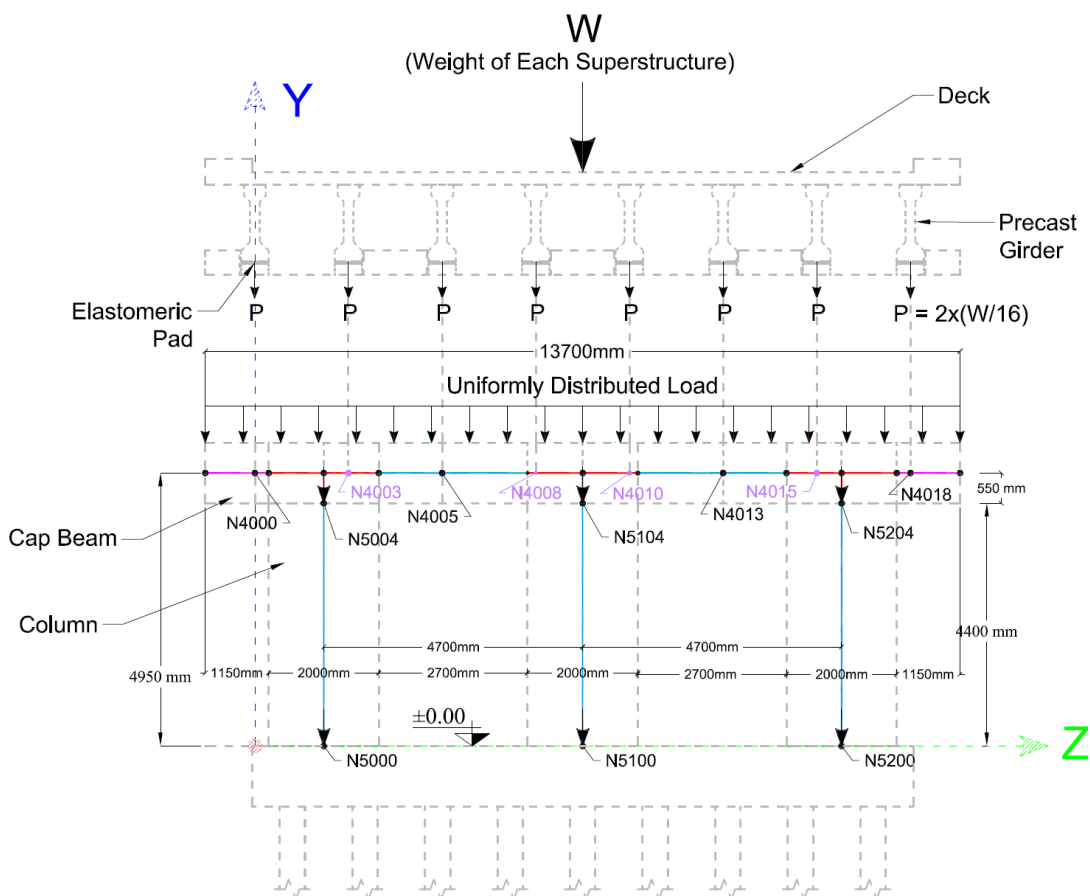 W
(Weight of Each Superstructure)
Y
Deck
Precast
Girder
Elastomeric
Pad
P P P P P P P P = 2x(W/16)
13700mm
Uniformly Distributed Load
N4003 N4008 N4010 N4015 N4018
550 mm
N4000 N4005 N4013
N5004 N5104 N5204
Cap Beam
Column
4700mm 4700mm
4950 mm 4400 mm
1150mm 2000mm 2700mm 2000mm 2700mm 2000mm 1150mm
±0.00
Z
N5000 N5100 N5200